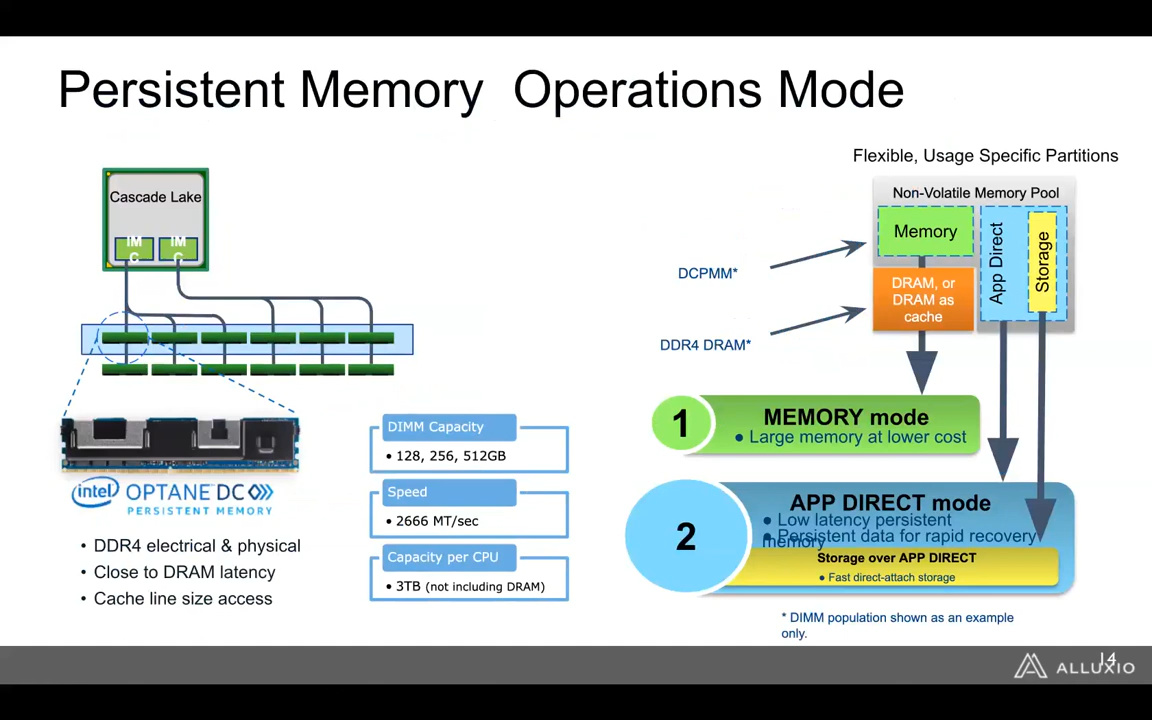 Persistent Memory  Operations Mode
Cascade Lake
IM
C
IM
C
intel OPTANE DC
PERSISTENT MEMORY
• DDR4 electrical & physical
• Close to DRAM latency
• Cache line size access
DIMM Capacity
• 128, 256, 512GB
Speed
• 2666 MT/sec
Capacity per CPU
• 3TB (not including DRAM)
Flexible, Usage Specific Partitions
Non-Volatile Memory Pool
Memory
App Direct
Storage
DRAM, or
DRAM as
cache
DCPMM*
DDR4 DRAM*
1
MEMORY mode
• Large memory at lower cost
2
APP DIRECT mode
• Low latency persistent
memory
• Persistent data for rapid recovery
Storage over APP DIRECT
• Fast direct-attach storage
* DIMM population shown as an example
only.
14
ALLUXIO